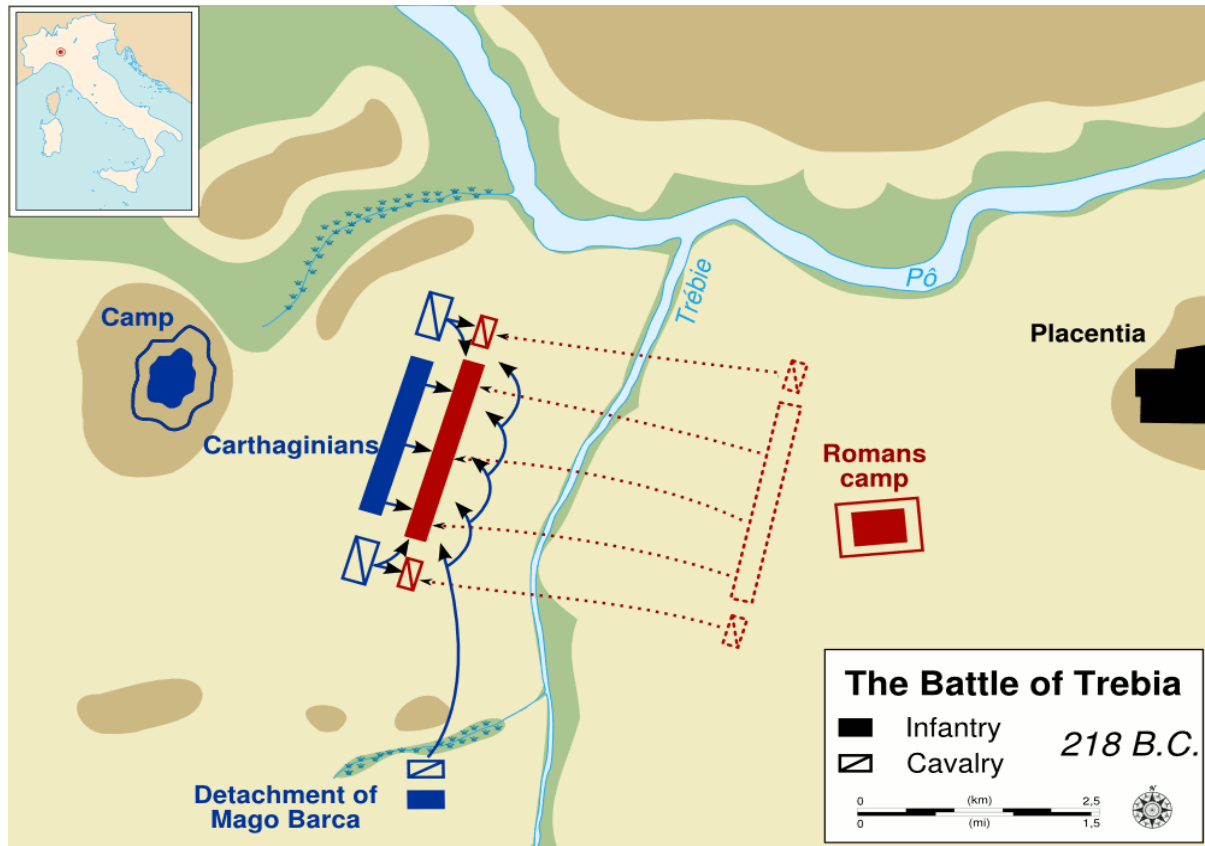 Camp
Carthaginians
Trébie
Pô
Placentia
Romans
camp
Detachment of
Mago Barca
The Battle of Trebia
Infantry
Cavalry
218 B.C.
0 (km) 2,5
0 (mi) 1,5
N